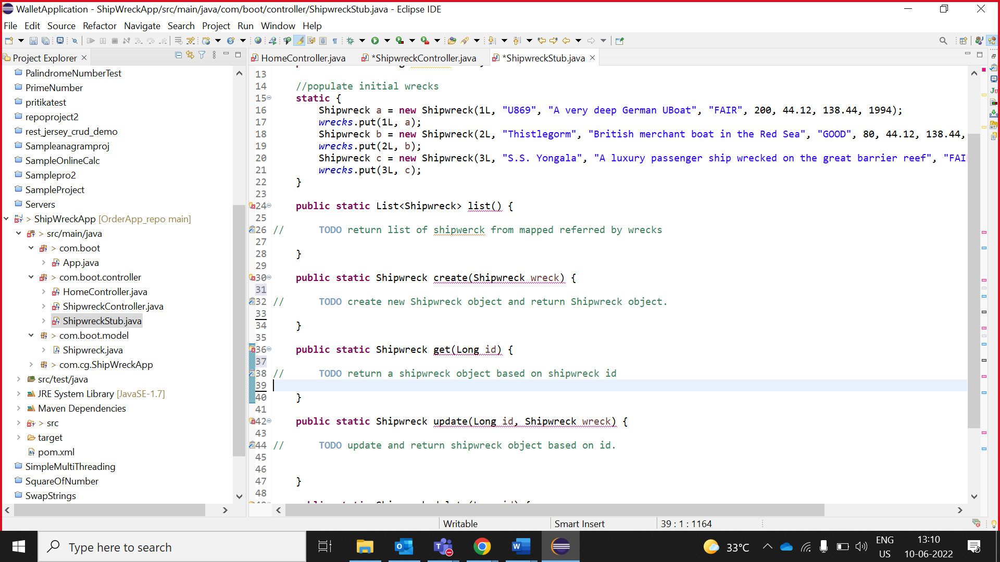 WalletApplication - ShipWreckApp/src/main/java/com/boot/controller/ShipwreckStub.java - Eclipse IDE
File Edit Source Refactor Navigate Search Project Run Window Help
Project Explorer
HomeController.java *ShipwreckController.java *ShipwreckStub.java
PalindromeNumberTest
PrimeNumber
pritikatest
repoproject2
rest_jersey_crud_demo
Sampleanagramproj
SampleOnlineCalc
Samplepro2
SampleProject
Servers
> ShipWreckApp [OrderApp_repo main]
> src/main/java
> com.boot
App.java
> com.boot.controller
HomeController.java
ShipwreckController.java
ShipwreckStub.java
> com.boot.model
Shipwreck.java
> com.cg.ShipWreckApp
src/test/java
JRE System Library [JavaSE-1.7]
Maven Dependencies
> src
target
pom.xml
SimpleMultiThreading
SquareOfNumber
SwapStrings
13
14 //populate initial wrecks
15 static {
16 Shipwreck a = new Shipwreck(1L, "U869", "A very deep German UBoat", "FAIR", 200, 44.12, 138.44, 1994);
17 wrecks.put(1L, a);
18 Shipwreck b = new Shipwreck(2L, "Thistlegorm", "British merchant boat in the Red Sea", "GOOD", 80, 44.12, 138.44,
19 wrecks.put(2L, b);
20 Shipwreck c = new Shipwreck(3L, "S.S. Yongala", "A luxury passenger ship wrecked on the great barrier reef", "FAI
21 wrecks.put(3L, c);
22 }
23
24 public static List<Shipwreck> list() {
25
26 // TODO return list of shipwerck from mapped referred by wrecks
27
28 }
29
30 public static Shipwreck create(Shipwreck wreck) {
31
32 // TODO create new Shipwreck object and return Shipwreck object.
33
34 }
35
36 public static Shipwreck get(Long id) {
37
38 // TODO return a shipwreck object based on shipwreck id
39
40 }
41
42 public static Shipwreck update(Long id, Shipwreck wreck) {
43
44 // TODO update and return shipwreck object based on id.
45
46
47 }
48
Writable Smart Insert 39 : 1 : 1164
Type here to search
33°C
ENG
US
13:10
10-06-2022